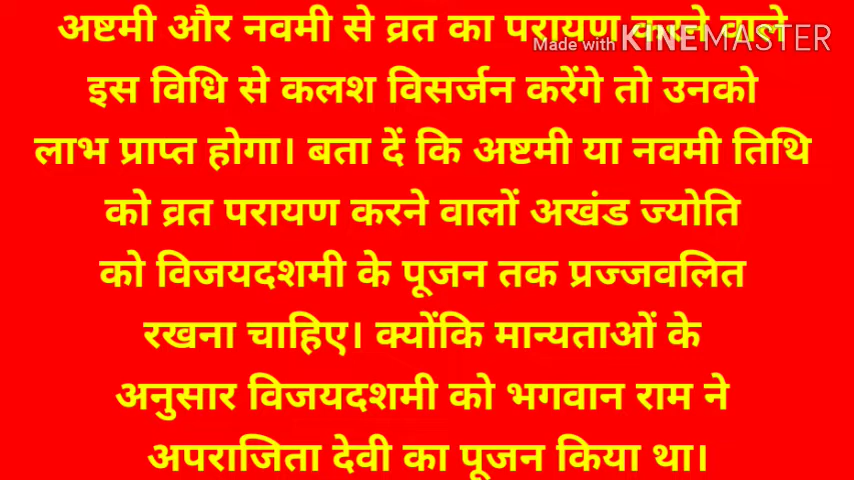 अष्टमी और नवमी से व्रत का परायण करने वाले
Made with KINEMASTER
इस विधि से कलश विसर्जन करेंगे तो उनको
लाभ प्राप्त होगा। बता दें कि अष्टमी या नवमी तिथि
को व्रत परायण करने वालों अखंड ज्योति
को विजयदशमी के पूजन तक प्रज्जवलित
रखना चाहिए। क्योंकि मान्यताओं के
अनुसार विजयदशमी को भगवान राम ने
अपराजिता देवी का पूजन किया था।